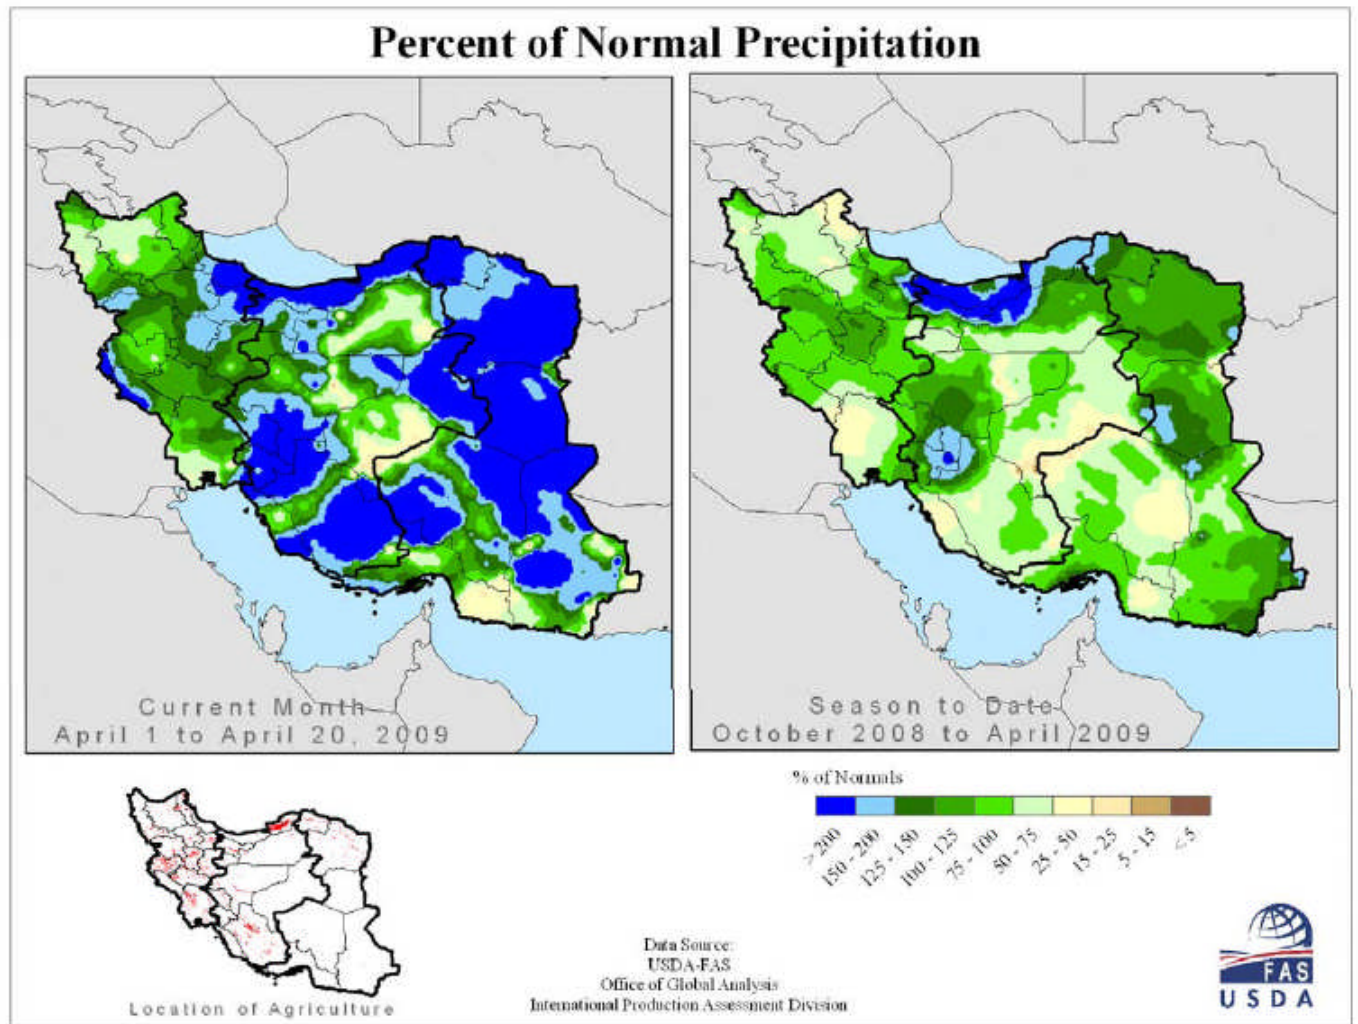 Percent of Normal Precipitation
Current Month
April 1 to April 20, 2009
Season to Date
October 2008 to April 2009
% of Normals
> 200
150 - 200
125 - 150
100 - 125
75 - 100
50 - 75
25 - 50
15 - 25
5 - 15
< 5
Location of Agriculture
Data Source:
USDA-FAS
Office of Global Analysis
International Production Assessment Division
FAS
USDA